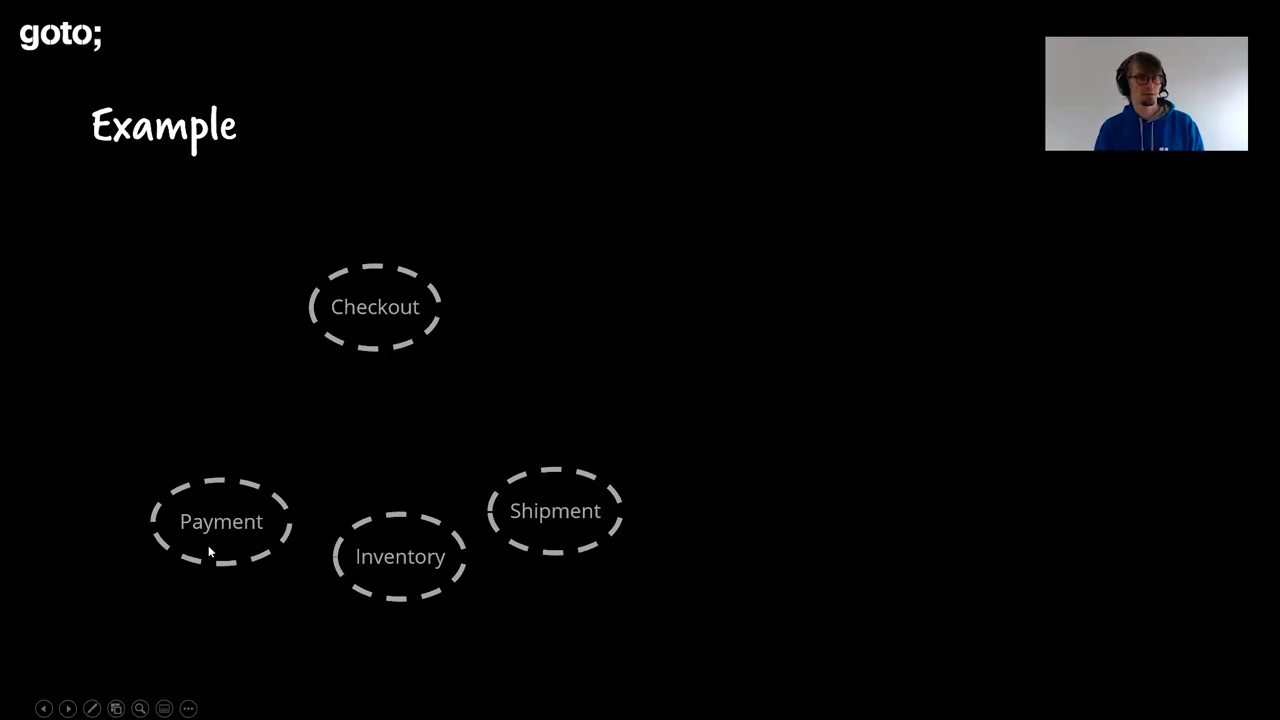 goto;
Example
Checkout
Payment
Inventory
Shipment